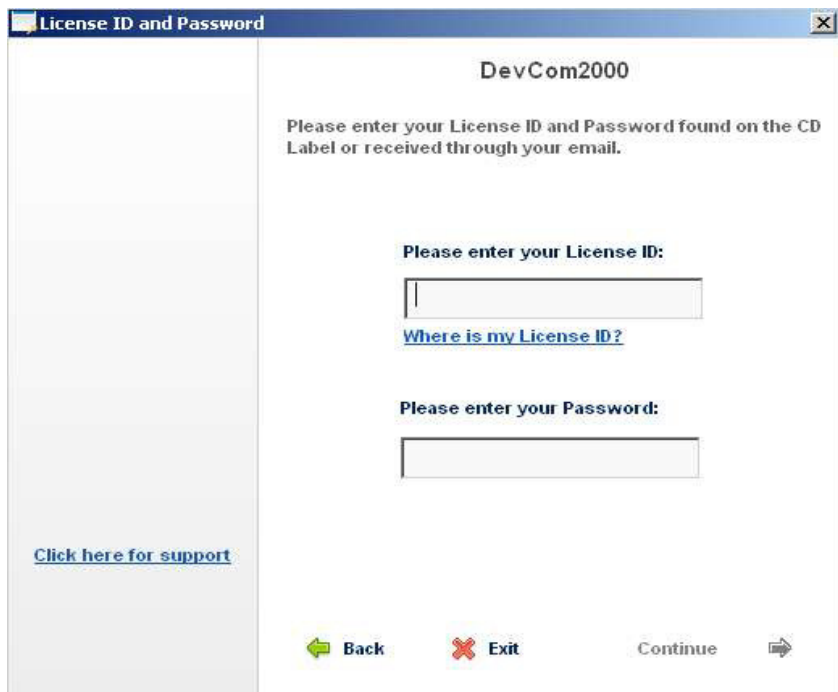 License ID and Password
DevCom2000
Please enter your License ID and Password found on the CD
Label or received through your email.
Please enter your License ID:
Where is my License ID?
Please enter your Password:
Click here for support
Back Exit Continue